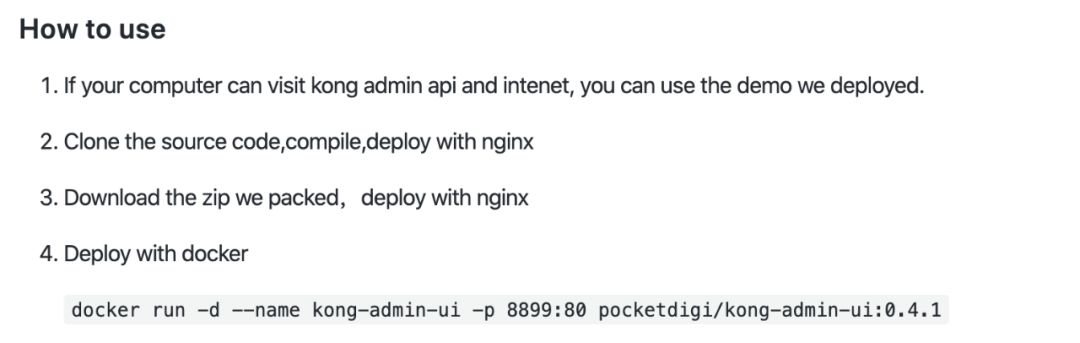 How to use
1. If your computer can visit kong admin api and intenet, you can use the demo we deployed.
2. Clone the source code,compile,deploy with nginx
3. Download the zip we packed，deploy with nginx
4. Deploy with docker
docker run -d --name kong-admin-ui -p 8899:80 pocketdigi/kong-admin-ui:0.4.1